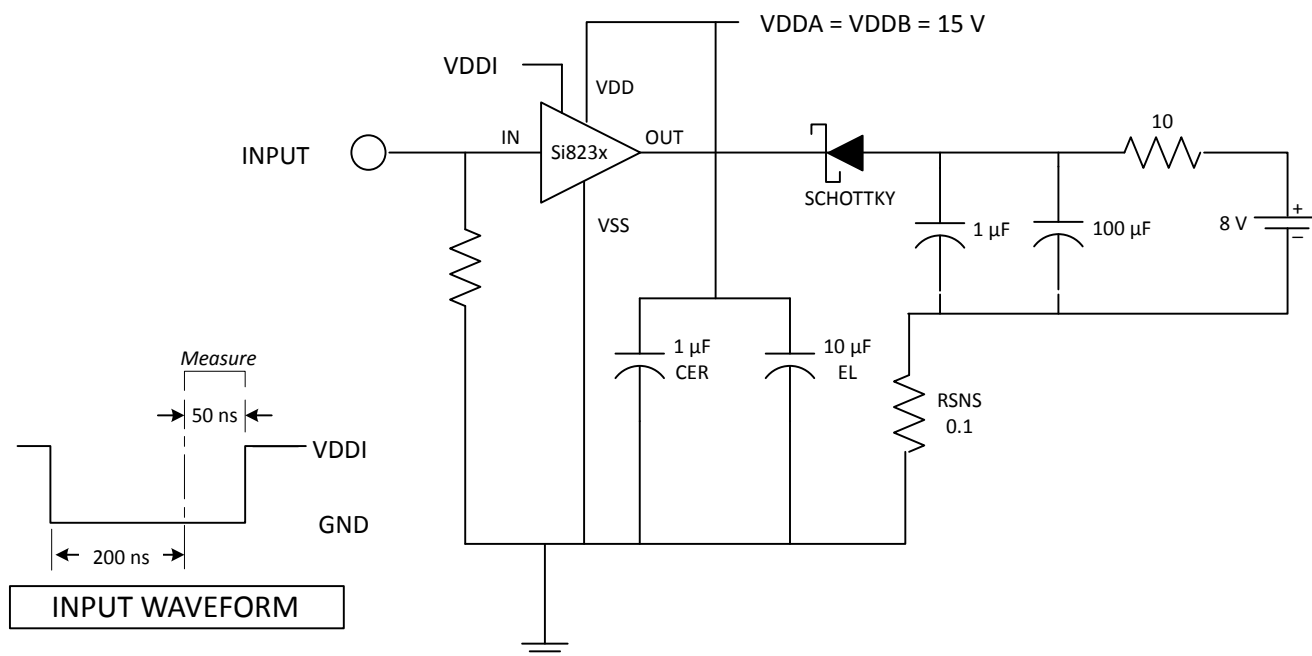 VDDA = VDDB = 15 V
VDDI
VDD
10
INPUT
IN
Si823x
OUT
SCHOTTKY
VSS
1 µF
100 µF
8 V
+
−
Measure
50 ns
1 µF
CER
10 µF
EL
RSNS
0.1
VDDI
GND
200 ns
INPUT WAVEFORM